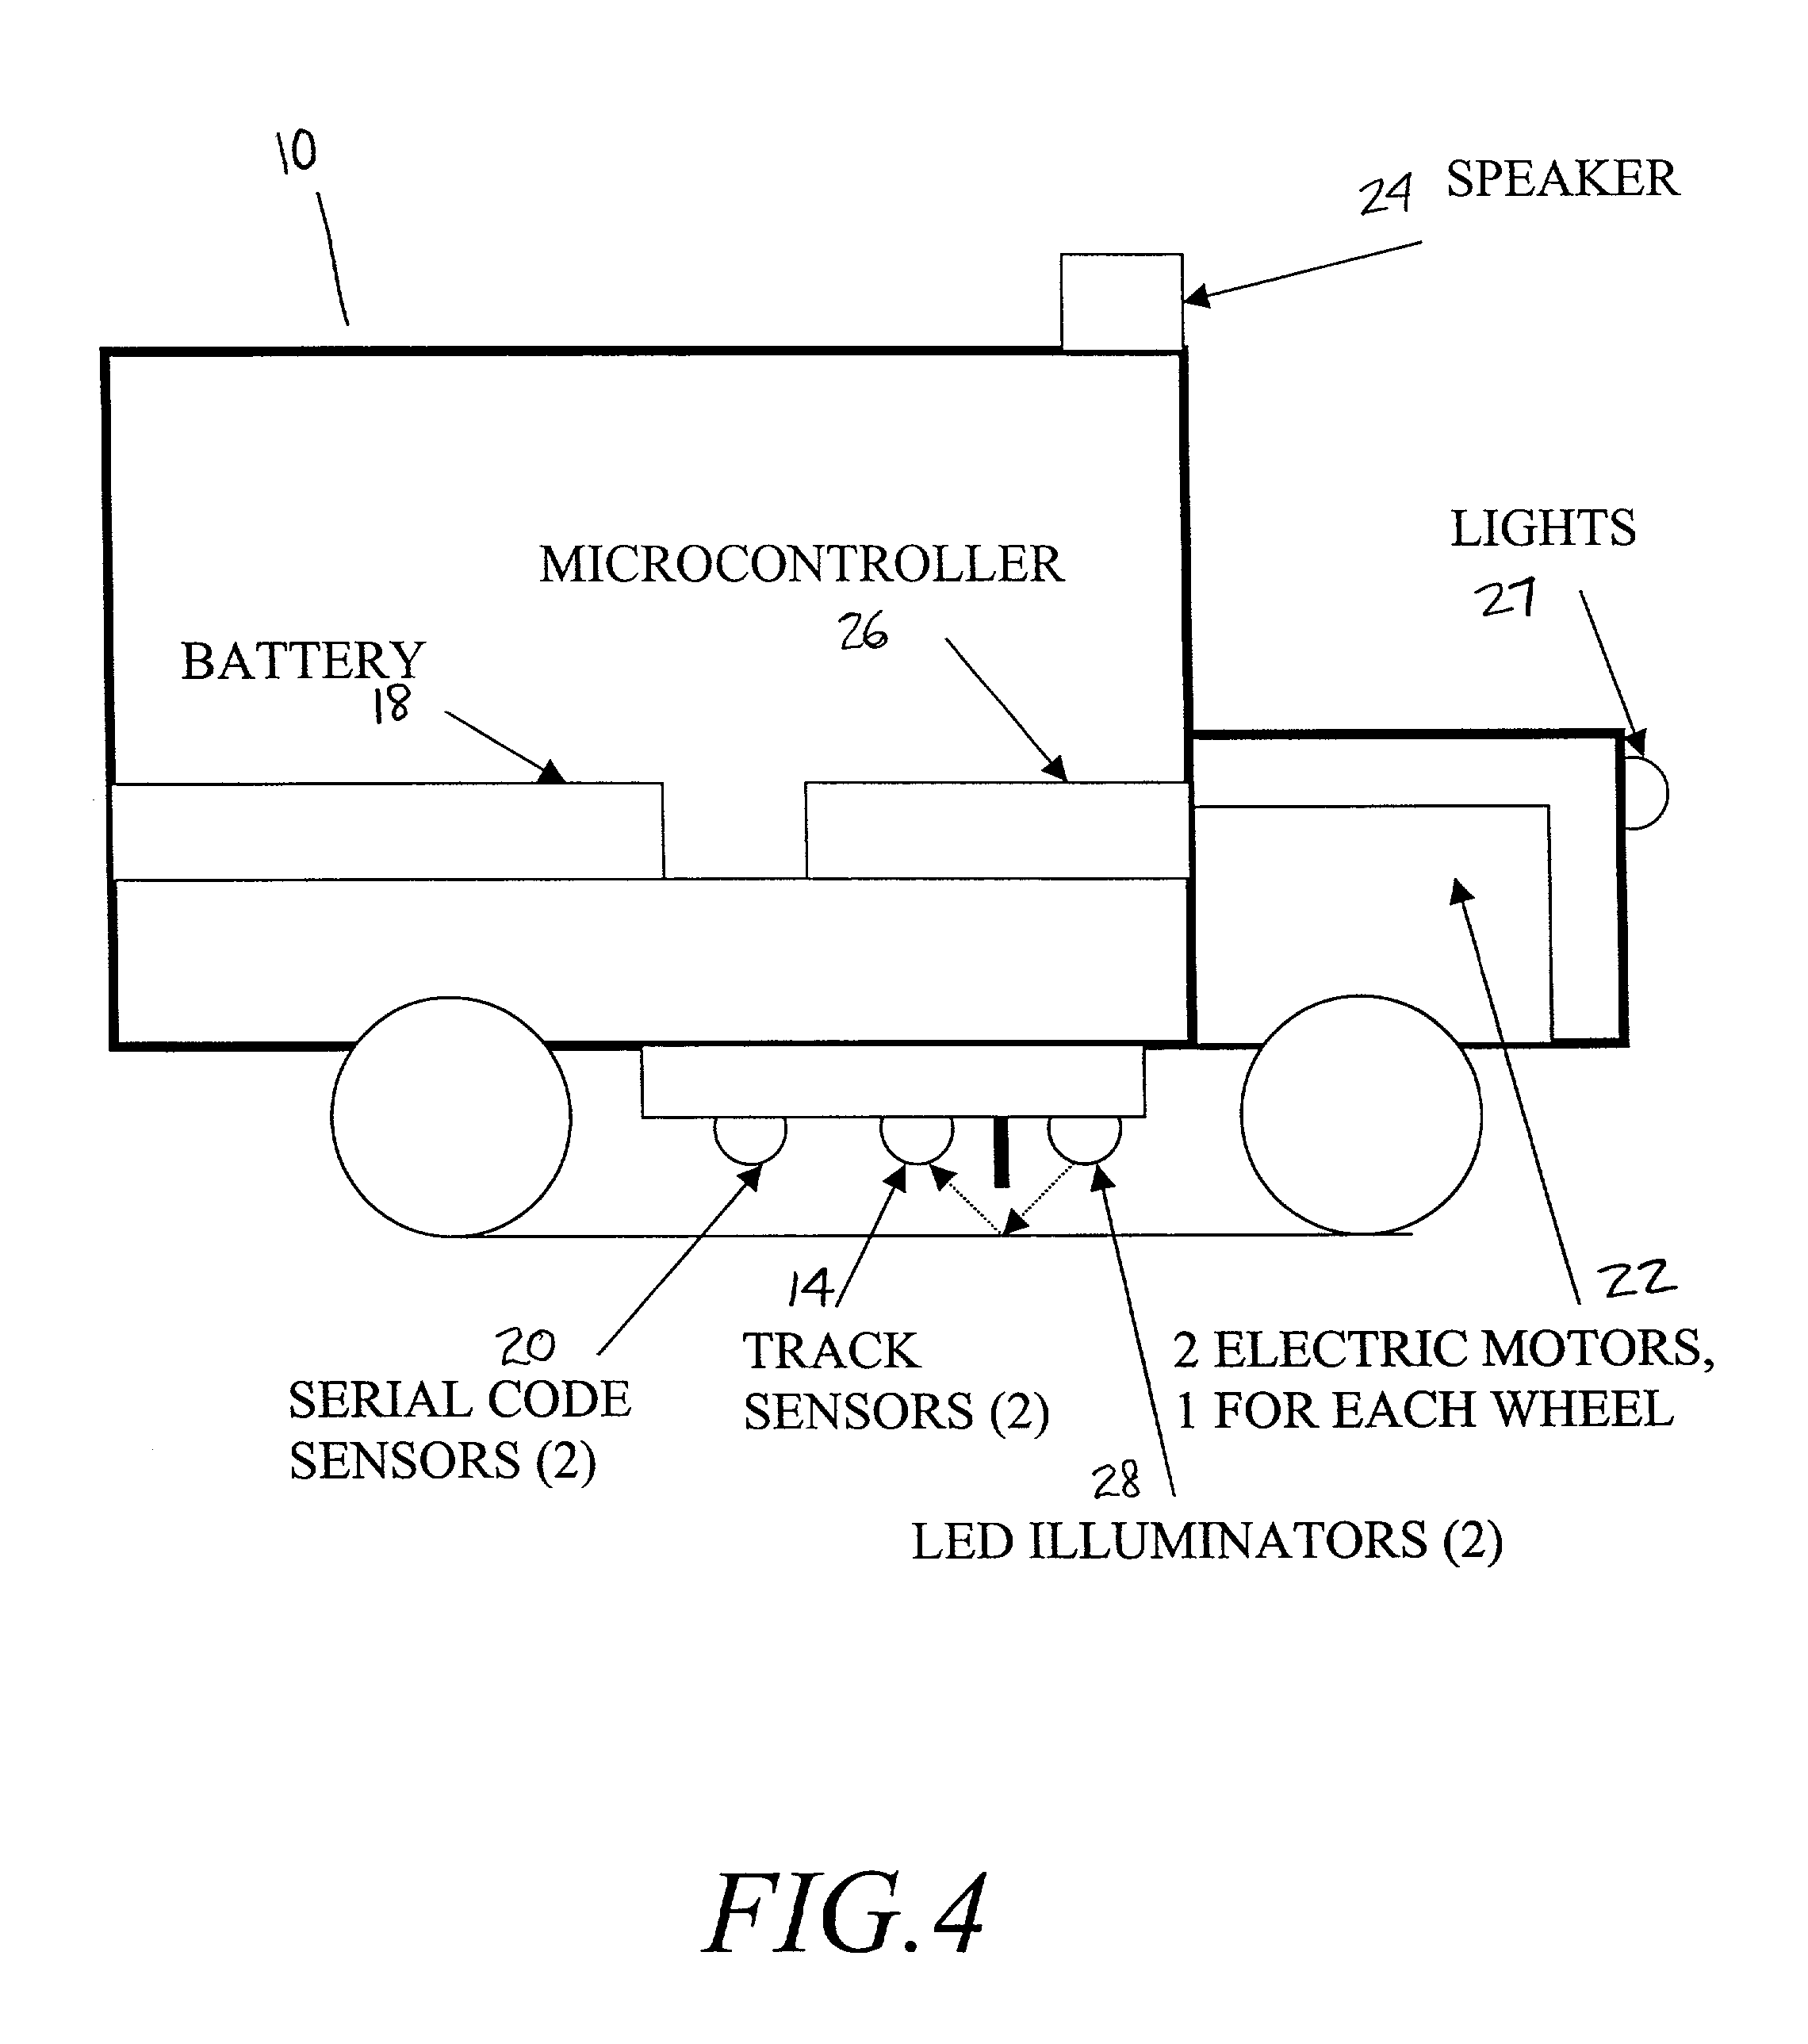 10
24 SPEAKER
LIGHTS
27
MICROCONTROLLER
26
BATTERY
18
22
2 ELECTRIC MOTORS,
1 FOR EACH WHEEL
14
TRACK
SENSORS (2)
20
SERIAL CODE
SENSORS (2)
28
LED ILLUMINATORS (2)
FIG.4